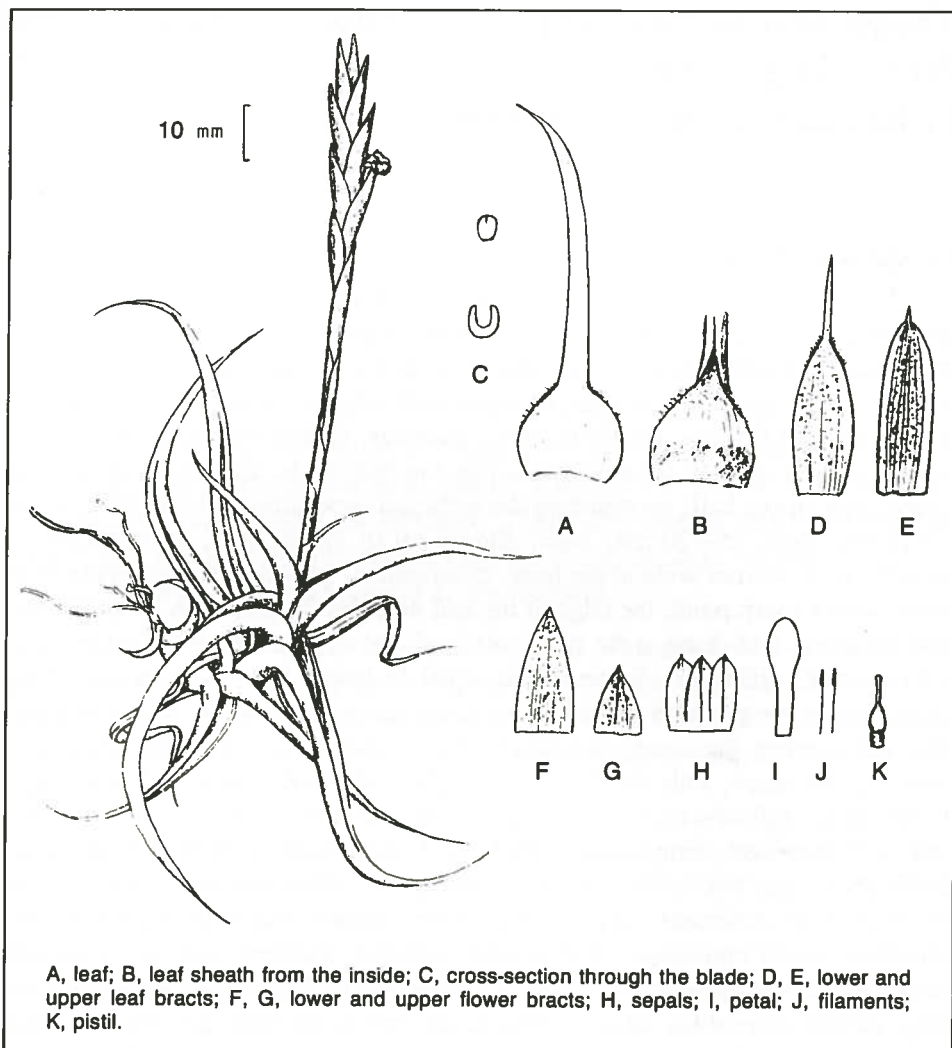 10 mm
C
A
B
D
E
F
G
H
I
J
K
A, leaf; B, leaf sheath from the inside; C, cross-section through the blade; D, E, lower and
upper leaf bracts; F, G, lower and upper flower bracts; H, sepals; I, petal; J, filaments;
K, pistil.